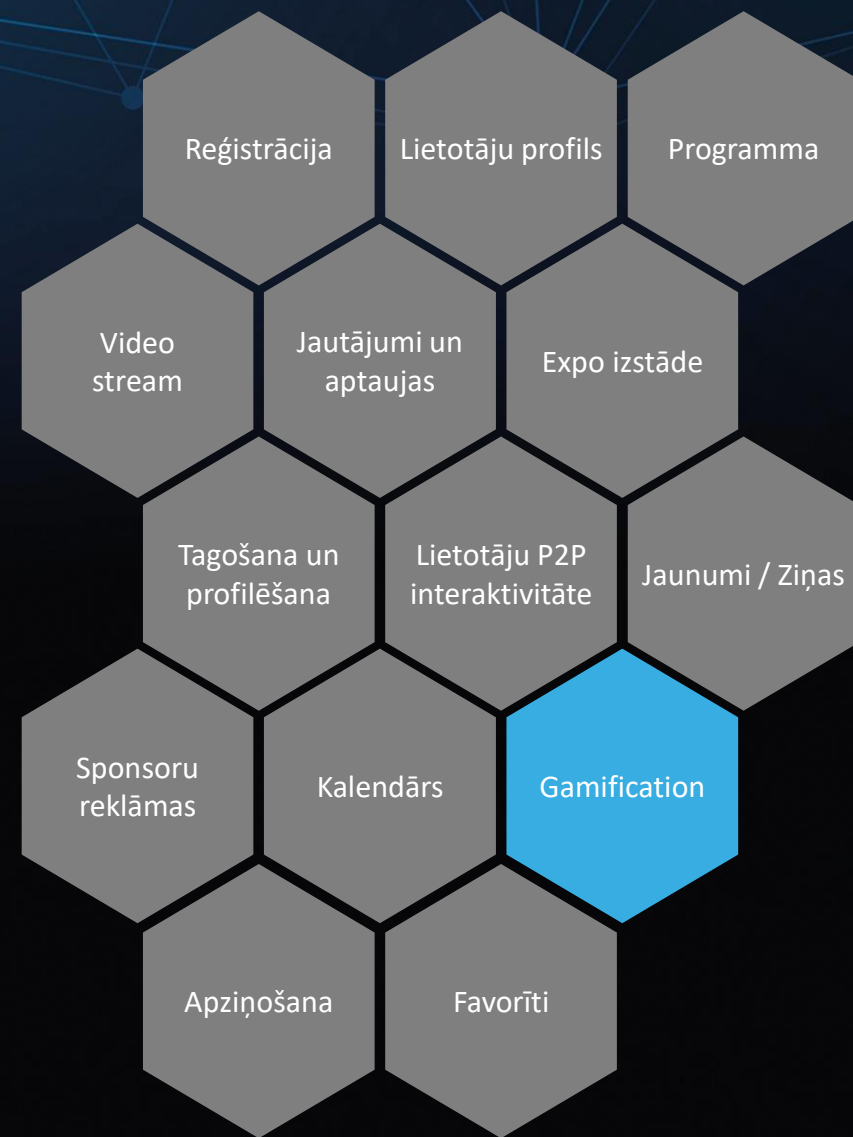 Reģistrācija
Lietotāju profils
Programma
Video
stream
Jautājumi un
aptaujas
Expo izstāde
Tagošana un
profilēšana
Lietotāju P2P
interaktivitāte
Jaunumi / Ziņas
Sponsoru
reklāmas
Kalendārs
Gamification
Apziņošana
Favorīti